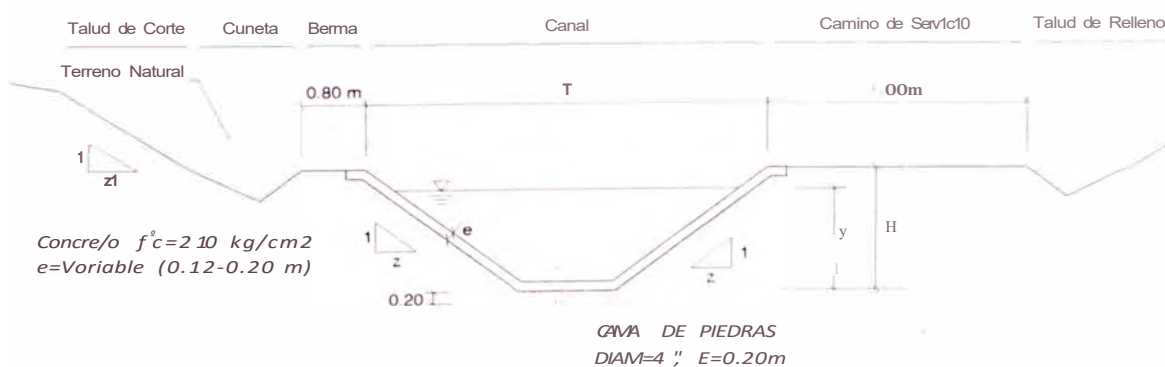 Talud de Corte Cuneta Berma Canal Camino de Serv1c10 Talud de Relleno
Terreno Natural
0.80 m T 00m
1
z1
e
1
z
1
z
y
H
Concre/o f°c=2 10 kg/cm2
e=Voriable (0.12-0.20 m)
0.20
CAMA DE PIEDRAS
DIAM=4 ", E=0.20m